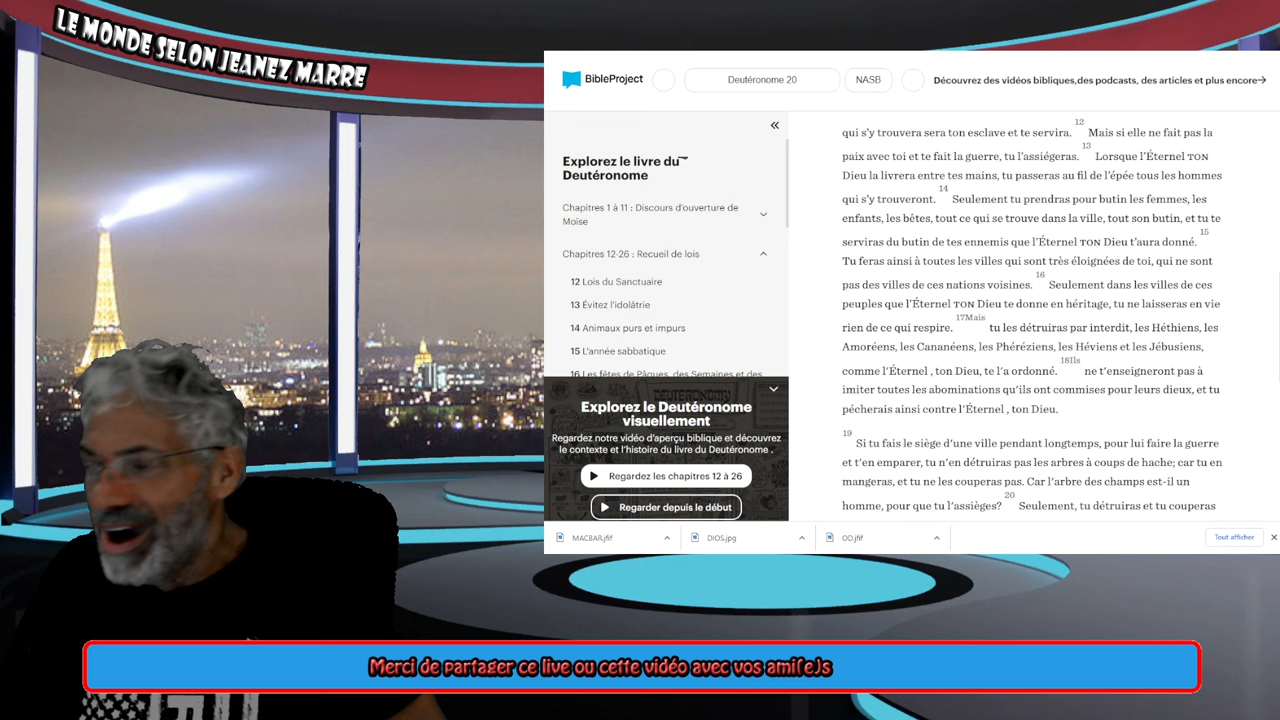 LE MONDE SELON JEANEZ MARRE
BibleProject
Deutéronome 20
NASB
Découvrez des vidéos bibliques,des podcasts, des articles et plus encore→
«
Explorez le livre du
Deutéronome
Chapitres 1 à 11 : Discours d'ouverture de
Moïse
Chapitres 12-26 : Recueil de lois
12 Lois du Sanctuaire
13 Évitez l'idolâtrie
14 Animaux purs et impurs
15 L'année sabbatique
16 Les fêtes de Pâques, des Semaines et des
Explorez le Deutéronome
visuellement
Regardez notre vidéo d'aperçu biblique et découvrez
le contexte et l'histoire du livre du Deutéronome .
Regardez les chapitres 12 à 26
Regarder depuis le début
qui s'y trouvera sera ton esclave et te servira. 12 Mais si elle ne fait pas la
paix avec toi et te fait la guerre, tu l'assiégeras. 13 Lorsque l'Éternel TON
Dieu la livrera entre tes mains, tu passeras au fil de l'épée tous les hommes
qui s'y trouveront. 14 Seulement tu prendras pour butin les femmes, les
enfants, les bêtes, tout ce qui se trouve dans la ville, tout son butin, et tu te
serviras du butin de tes ennemis que l'Éternel TON Dieu t'aura donné. 15
Tu feras ainsi à toutes les villes qui sont très éloignées de toi, qui ne sont
pas des villes de ces nations voisines. 16 Seulement dans les villes de ces
peuples que l'Éternel TON Dieu te donne en héritage, tu ne laisseras en vie
rien de ce qui respire. 17Mais tu les détruiras par interdit, les Héthiens, les
Amoréens, les Cananéens, les Phéréziens, les Héviens et les Jébusiens,
comme l'Éternel , ton Dieu, te l'a ordonné. 18Ils ne t'enseigneront pas à
imiter toutes les abominations qu'ils ont commises pour leurs dieux, et tu
pécherais ainsi contre l'Éternel , ton Dieu.
19 Si tu fais le siège d'une ville pendant longtemps, pour lui faire la guerre
et t'en emparer, tu n'en détruiras pas les arbres à coups de hache; car tu en
mangeras, et tu ne les couperas pas. Car l'arbre des champs est-il un
homme, pour que tu l'assièges? 20 Seulement, tu détruiras et tu couperas
MACBAR.jfif
DIOS.jpg
OD.jfif
Tout afficher
Merci de partager ce live ou cette vidéo avec vos ami(e)s